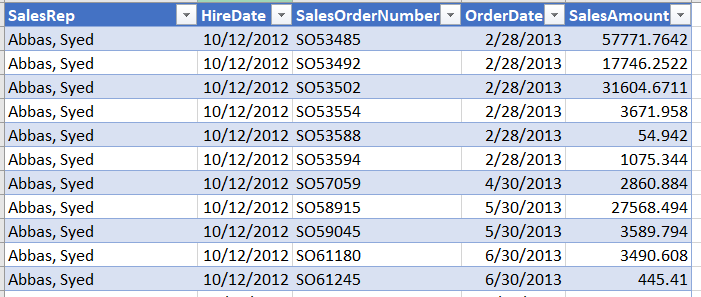 SalesRep HireDate SalesOrderNumber OrderDate SalesAmount
Abbas, Syed 10/12/2012 SO53485 2/28/2013 57771.7642
Abbas, Syed 10/12/2012 SO53492 2/28/2013 17746.2522
Abbas, Syed 10/12/2012 SO53502 2/28/2013 31604.6711
Abbas, Syed 10/12/2012 SO53554 2/28/2013 3671.958
Abbas, Syed 10/12/2012 SO53588 2/28/2013 54.942
Abbas, Syed 10/12/2012 SO53594 2/28/2013 1075.344
Abbas, Syed 10/12/2012 SO57059 4/30/2013 2860.884
Abbas, Syed 10/12/2012 SO58915 5/30/2013 27568.494
Abbas, Syed 10/12/2012 SO59045 5/30/2013 3589.794
Abbas, Syed 10/12/2012 SO61180 6/30/2013 3490.608
Abbas, Syed 10/12/2012 SO61245 6/30/2013 445.41